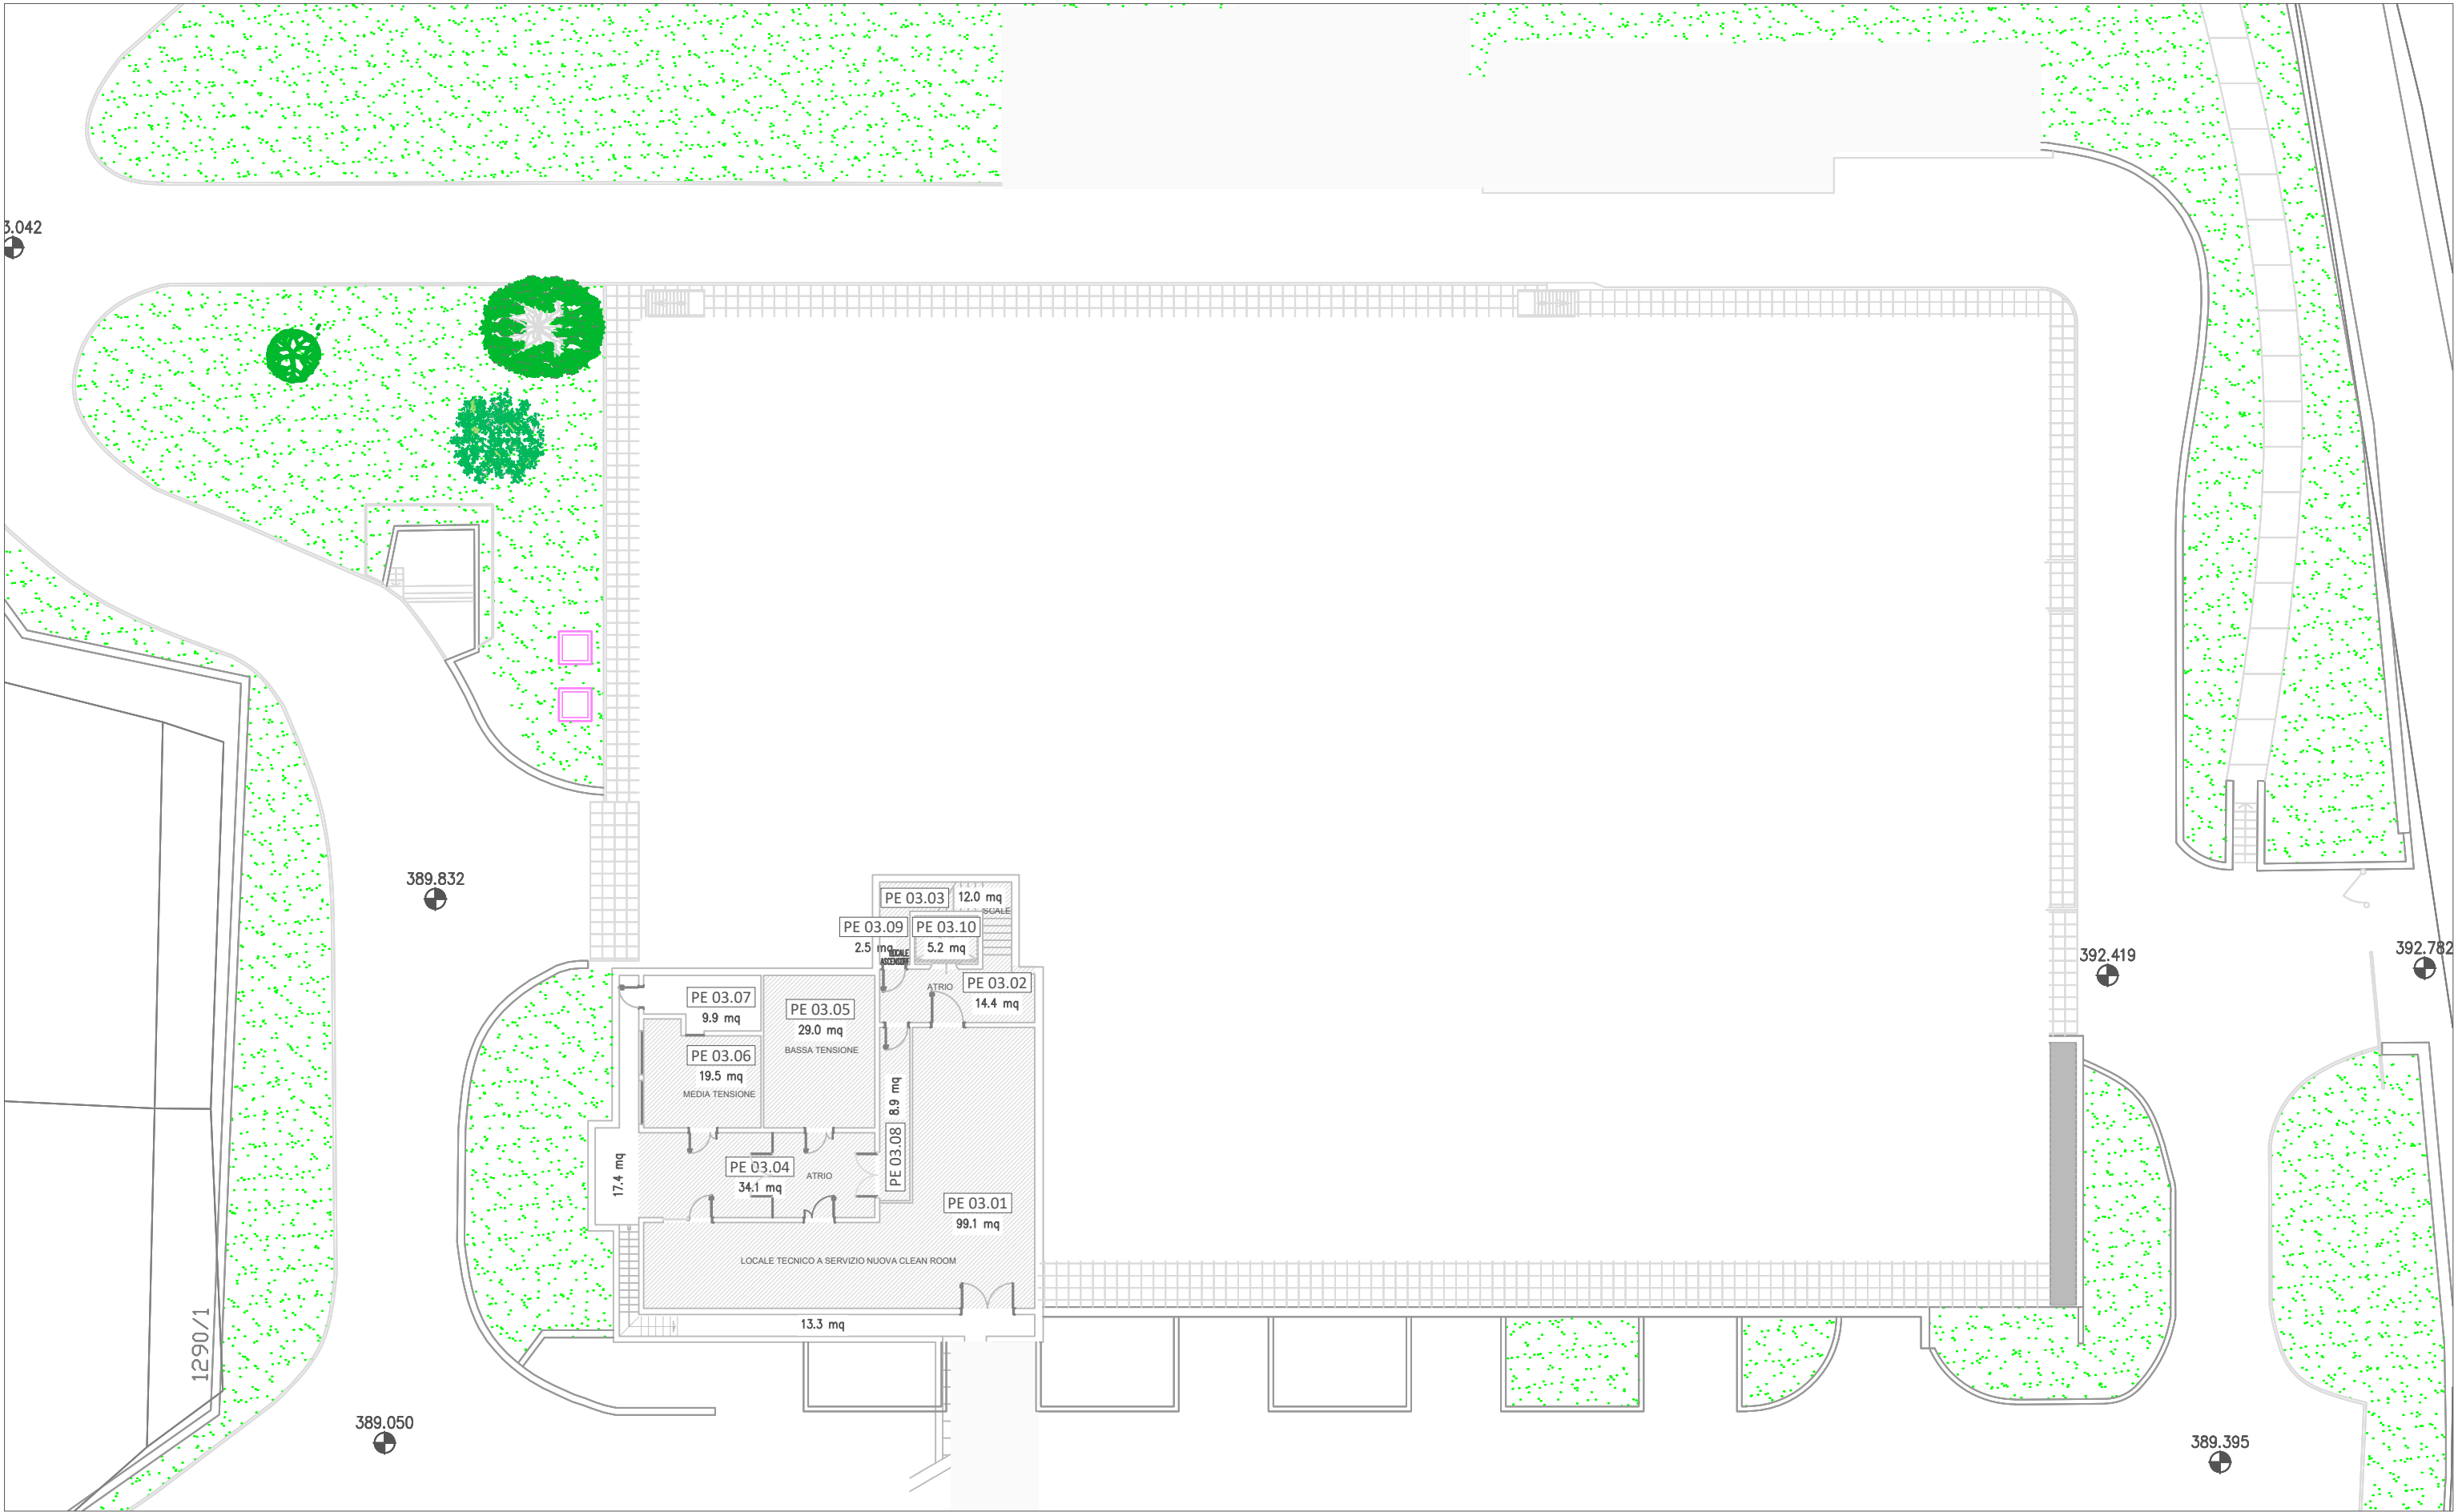 3.042
389.832
PE 03.03
12.0 mq
SCALE
PE 03.09
PE 03.10
2.5 mq
5.2 mq
LOCALE
ASCENSORE
392.419
392.782
PE 03.07
9.9 mq
PE 03.05
29.0 mq
BASSA TENSIONE
ATRIO
PE 03.02
14.4 mq
PE 03.06
19.5 mq
MEDIA TENSIONE
8.9 mq
PE 03.08
17.4 mq
PE 03.04
34.1 mq
ATRIO
PE 03.01
99.1 mq
LOCALE TECNICO A SERVIZIO NUOVA CLEAN ROOM
13.3 mq
1290/1
389.050
389.395